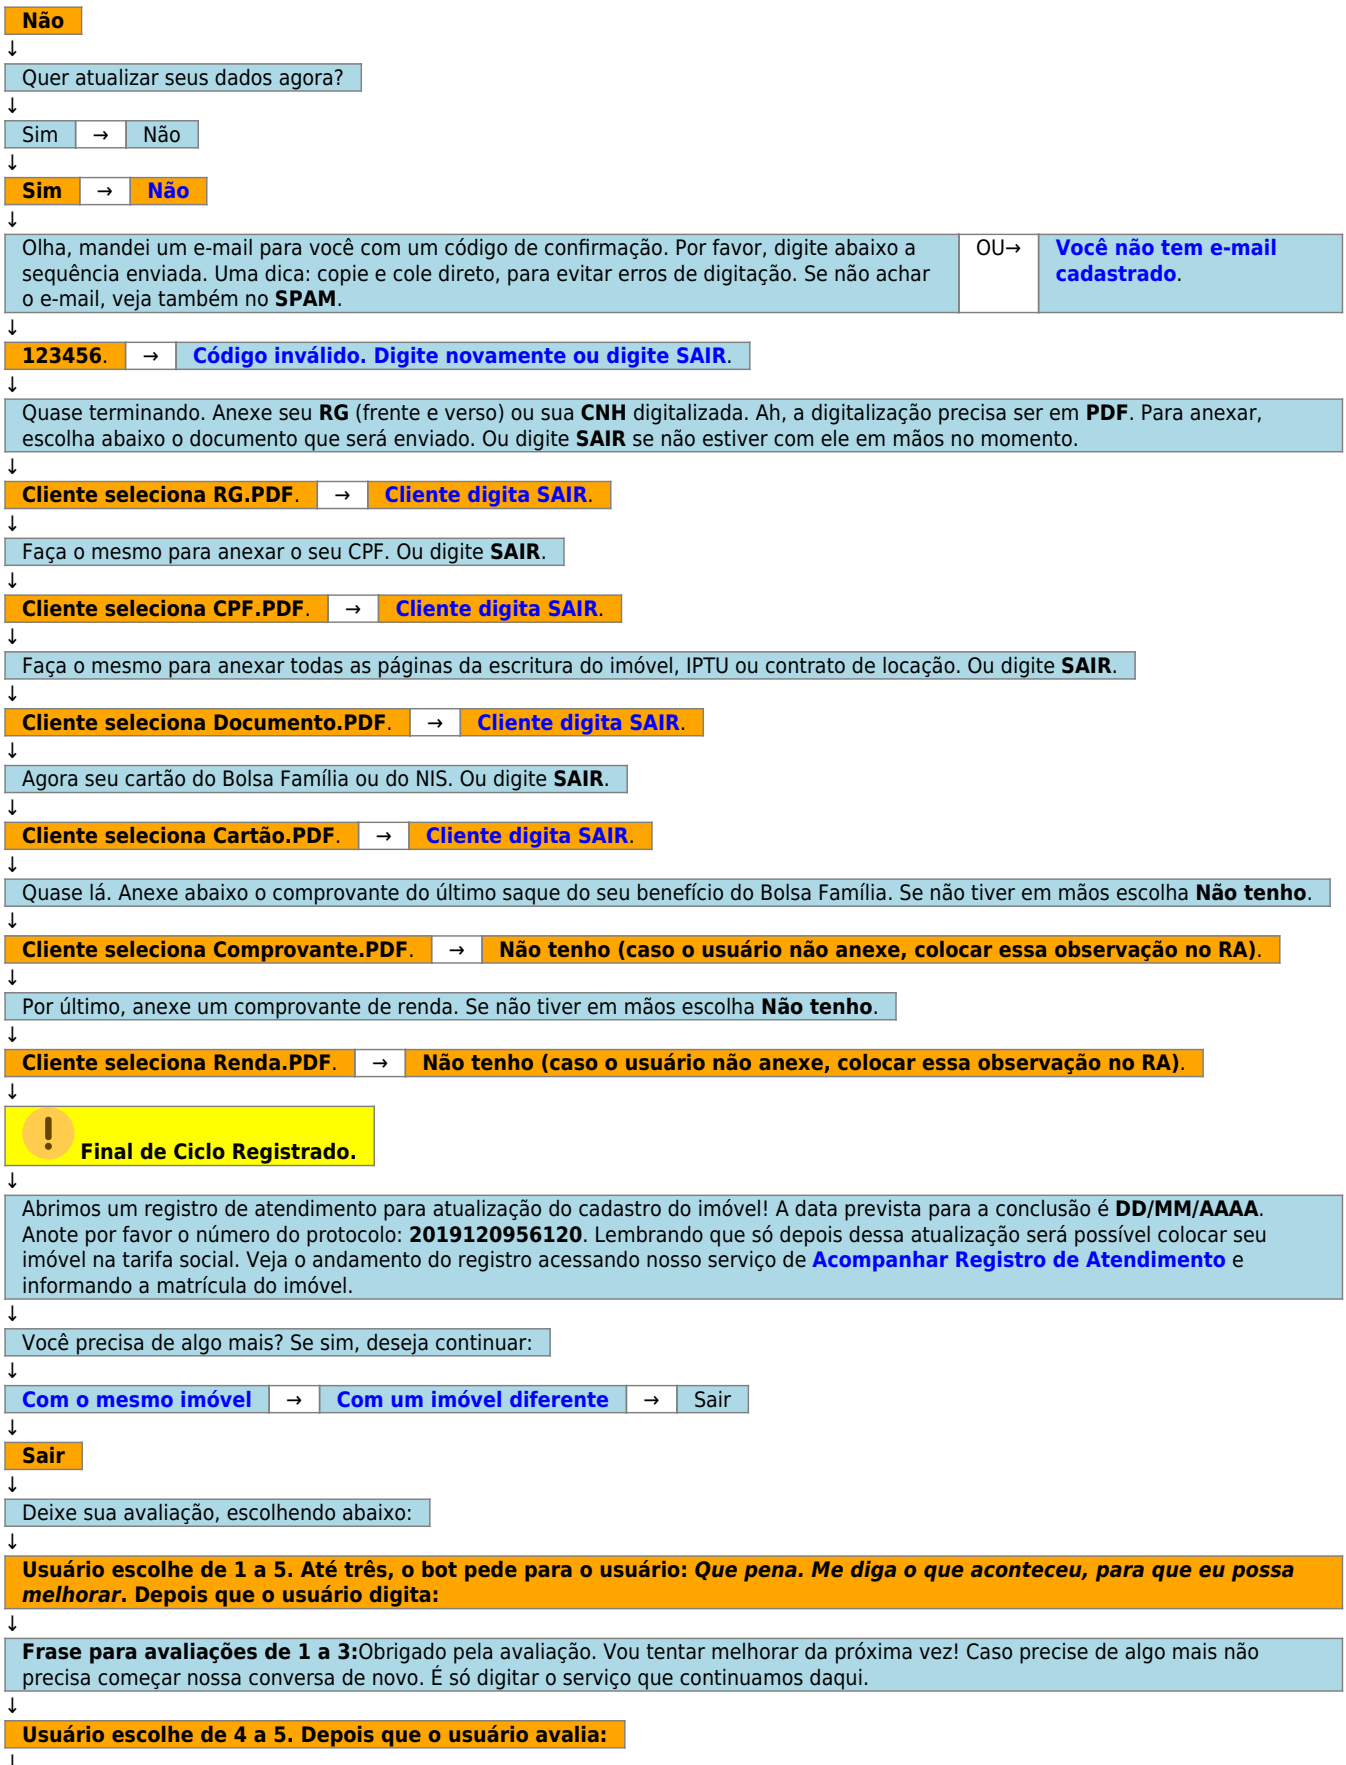 Não
↓
Quer atualizar seus dados agora?
↓
Sim → Não
↓
Sim → Não
↓
Olha, mandei um e-mail para você com um código de confirmação. Por favor, digite abaixo a OU→ Você não tem e-mail
sequência enviada. Uma dica: copie e cole direto, para evitar erros de digitação. Se não achar cadastrado.
o e-mail, veja também no SPAM.
↓
123456. → Código inválido. Digite novamente ou digite SAIR.
↓
Quase terminando. Anexe seu RG (frente e verso) ou sua CNH digitalizada. Ah, a digitalização precisa ser em PDF. Para anexar,
escolha abaixo o documento que será enviado. Ou digite SAIR se não estiver com ele em mãos no momento.
↓
Cliente seleciona RG.PDF. → Cliente digita SAIR.
↓
Faça o mesmo para anexar o seu CPF. Ou digite SAIR.
↓
Cliente seleciona CPF.PDF. → Cliente digita SAIR.
↓
Faça o mesmo para anexar todas as páginas da escritura do imóvel, IPTU ou contrato de locação. Ou digite SAIR.
↓
Cliente seleciona Documento.PDF. → Cliente digita SAIR.
↓
Agora seu cartão do Bolsa Família ou do NIS. Ou digite SAIR.
↓
Cliente seleciona Cartão.PDF. → Cliente digita SAIR.
↓
Quase lá. Anexe abaixo o comprovante do último saque do seu benefício do Bolsa Família. Se não tiver em mãos escolha Não tenho.
↓
Cliente seleciona Comprovante.PDF. → Não tenho (caso o usuário não anexe, colocar essa observação no RA).
↓
Por último, anexe um comprovante de renda. Se não tiver em mãos escolha Não tenho.
↓
Cliente seleciona Renda.PDF. → Não tenho (caso o usuário não anexe, colocar essa observação no RA).
↓
! Final de Ciclo Registrado.
↓
Abrimos um registro de atendimento para atualização do cadastro do imóvel! A data prevista para a conclusão é DD/MM/AAAA.
Anote por favor o número do protocolo: 2019120956120. Lembrando que só depois dessa atualização será possível colocar seu
imóvel na tarifa social. Veja o andamento do registro acessando nosso serviço de Acompanhar Registro de Atendimento e
informando a matrícula do imóvel.
↓
Você precisa de algo mais? Se sim, deseja continuar:
↓
Com o mesmo imóvel → Com um imóvel diferente → Sair
↓
Sair
↓
Deixe sua avaliação, escolhendo abaixo:
↓
Usuário escolhe de 1 a 5. Até três, o bot pede para o usuário: Que pena. Me diga o que aconteceu, para que eu possa
melhorar. Depois que o usuário digita:
↓
Frase para avaliações de 1 a 3:Obrigado pela avaliação. Vou tentar melhorar da próxima vez! Caso precise de algo mais não
precisa começar nossa conversa de novo. É só digitar o serviço que continuamos daqui.
↓
Usuário escolhe de 4 a 5. Depois que o usuário avalia: